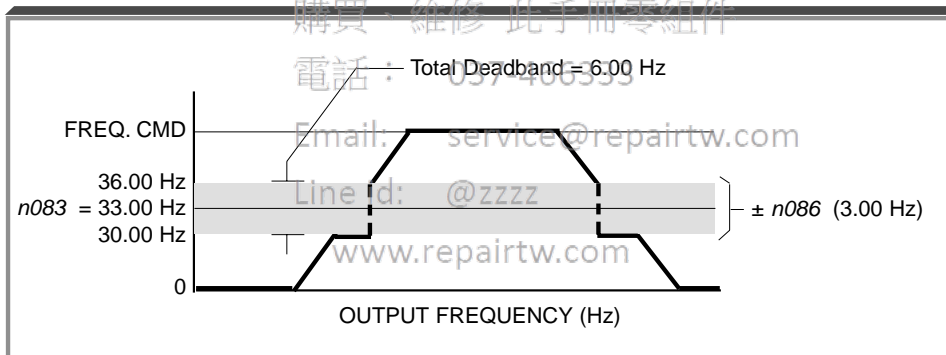 購買、維修 此手冊零組件
電話： 037-466333
Total Deadband = 6.00 Hz
FREQ. CMD
Email: service@repairtw.com
36.00 Hz
Line id: @zzzz
n083 = 33.00 Hz
± n086 (3.00 Hz)
30.00 Hz
www.repairtw.com
0
OUTPUT FREQUENCY (Hz)